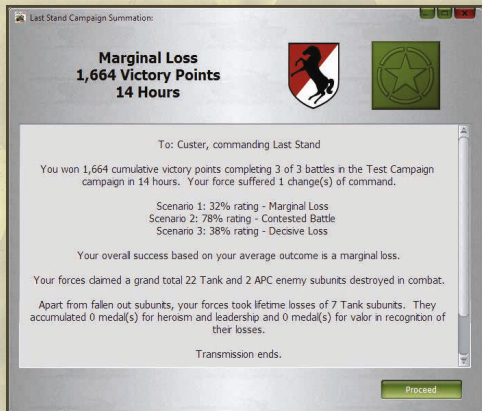 Last Stand Campaign Summation:
Marginal Loss
1,664 Victory Points
14 Hours
To: Custer, commanding Last Stand
You won 1,664 cumulative victory points completing 3 of 3 battles in the Test Campaign
campaign in 14 hours. Your force suffered 1 change(s) of command.
Scenario 1: 32% rating - Marginal Loss
Scenario 2: 78% rating - Contested Battle
Scenario 3: 38% rating - Decisive Loss
Your overall success based on your average outcome is a marginal loss.
Your forces claimed a grand total 22 Tank and 2 APC enemy subunits destroyed in combat.
Apart from fallen out subunits, your forces took lifetime losses of 7 Tank subunits. They
accumulated 0 medal(s) for heroism and leadership and 0 medal(s) for valor in recognition of
their losses.
Transmission ends.
Proceed